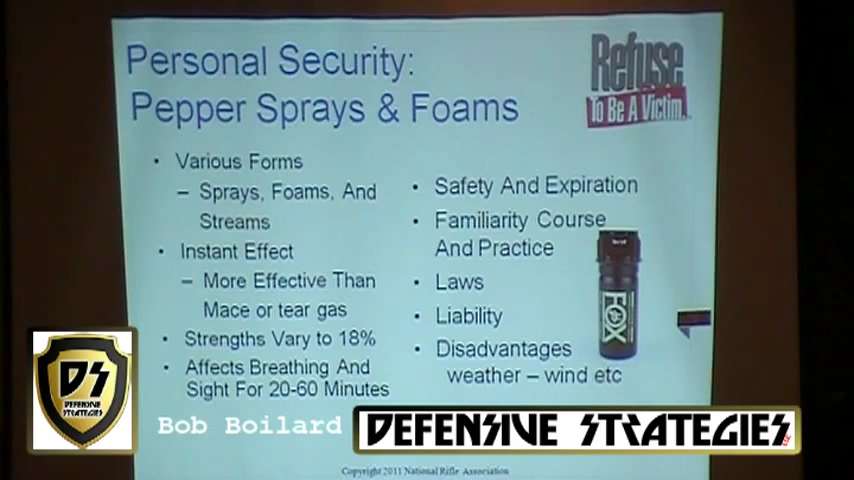 Personal Security:
Pepper Sprays & Foams
Refuse
To Be A Victim
• Various Forms
– Sprays, Foams, And
Streams
• Instant Effect
– More Effective Than
Mace or tear gas
• Strengths Vary to 18%
• Affects Breathing And
Sight For 20-60 Minutes
• Safety And Expiration
• Familiarity Course
And Practice
• Laws
• Liability
• Disadvantages
weather – wind etc
FOX
DS
DEFENSIVE
STRATEGIES
Bob Boilard
DEFENSIVE STRATEGIES
Copyright 2011 National Rifle Association